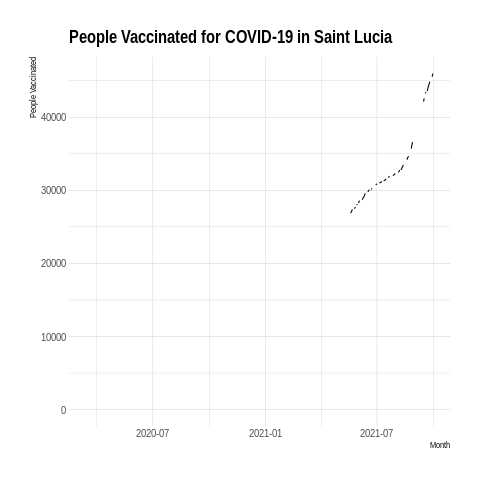 People Vaccinated for COVID-19 in Saint Lucia
People Vaccinated
40000
30000
20000
10000
0
2020-07 2021-01 2021-07
Month